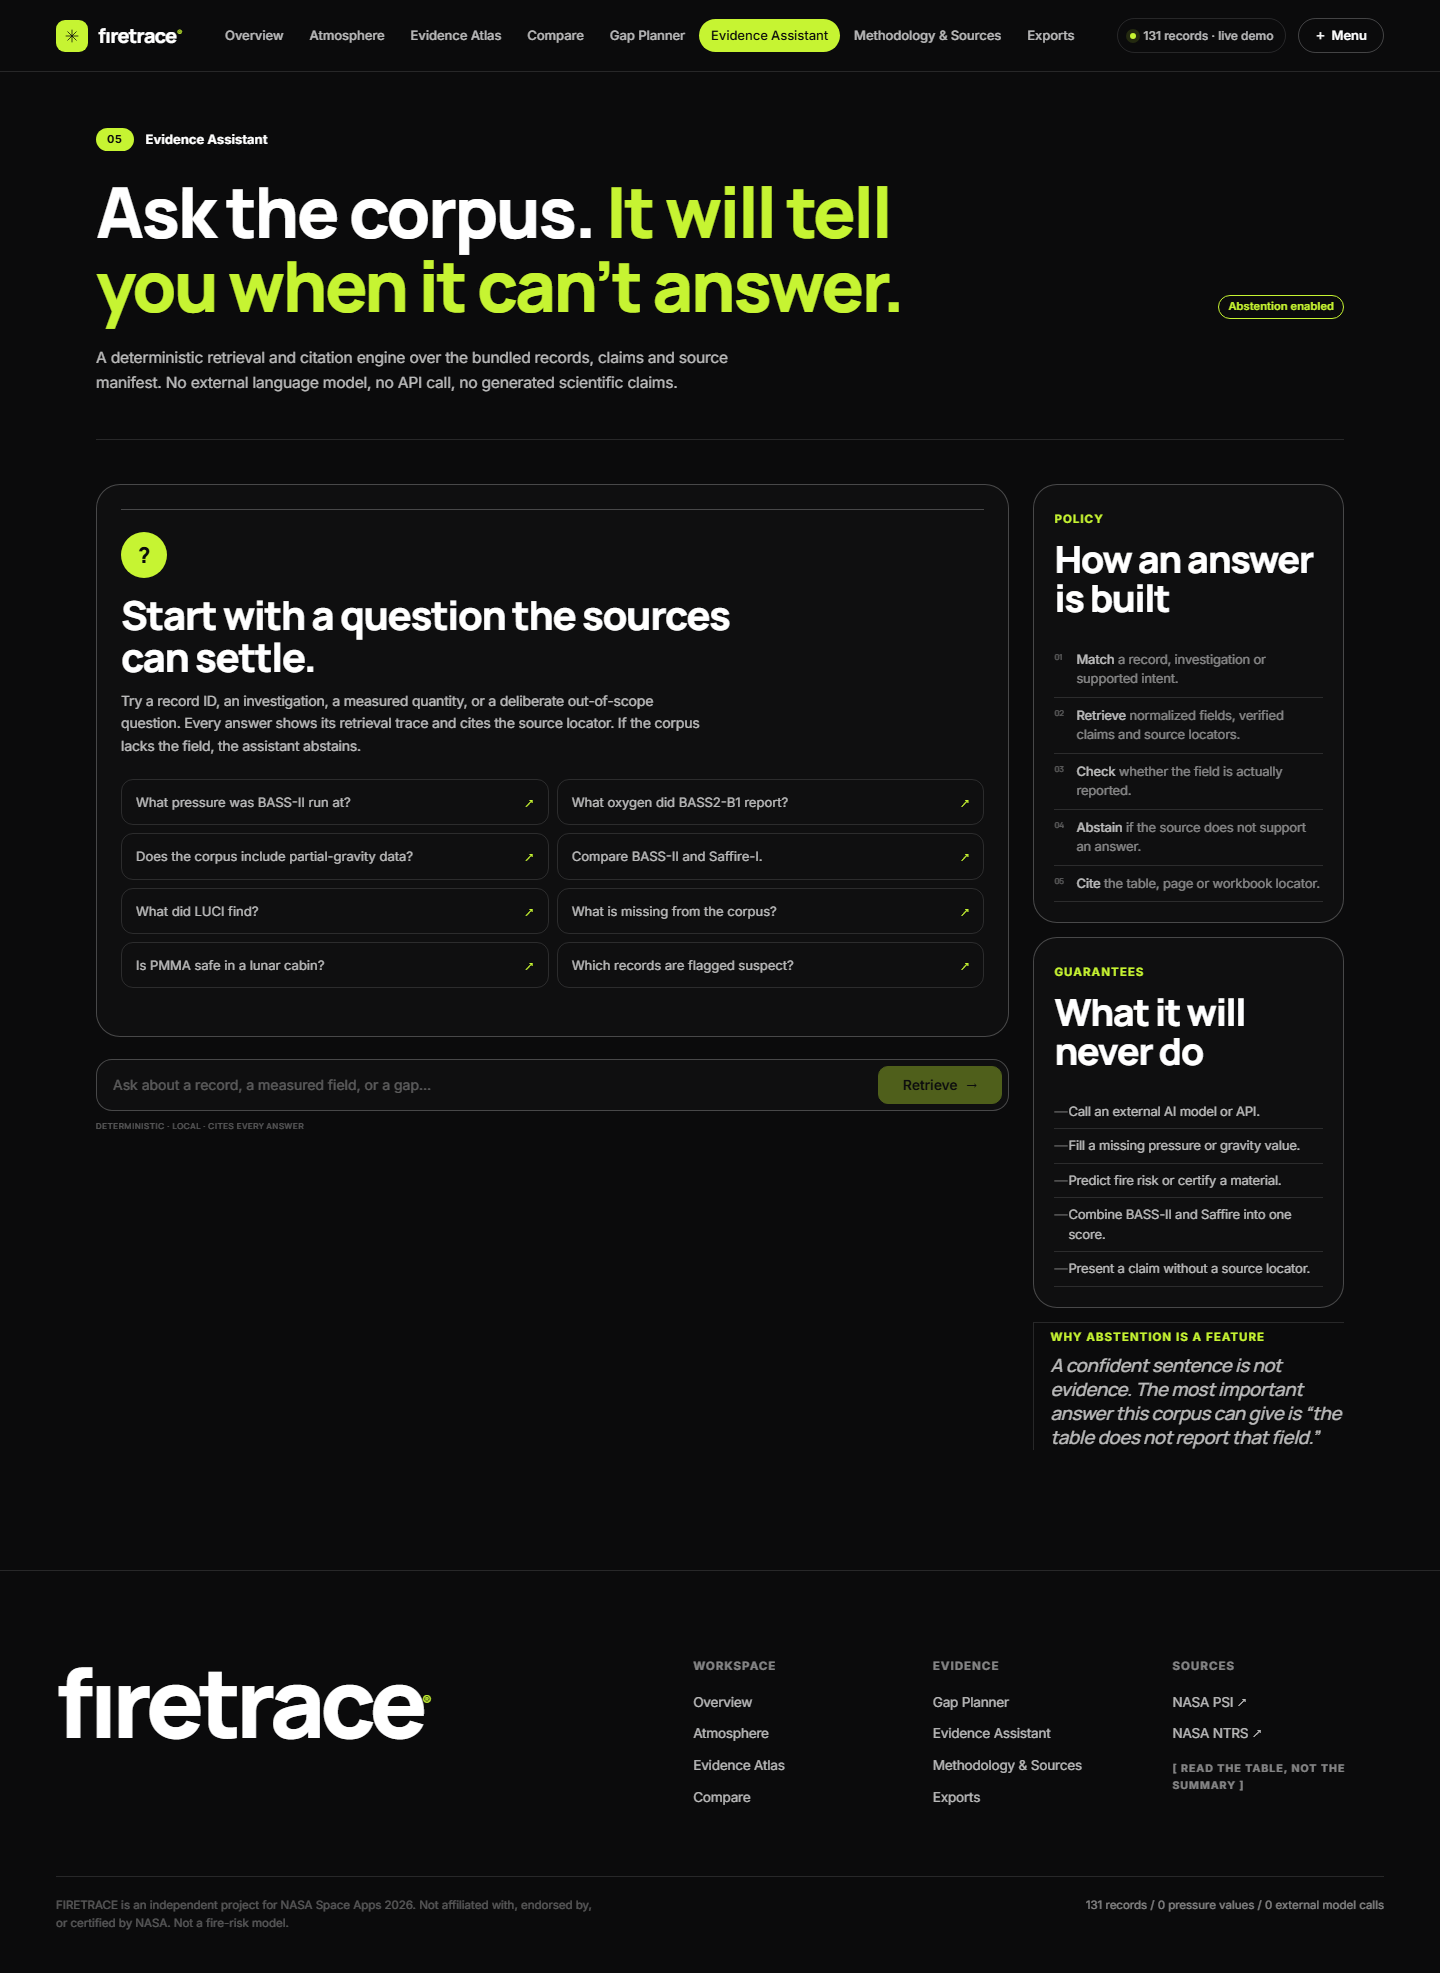 firetrace
Overview
Atmosphere
Evidence Atlas
Compare
Gap Planner
Evidence Assistant
Methodology & Sources
Exports
131 records · live demo
+ Menu
05 Evidence Assistant
Ask the corpus. It will tell
you when it can’t answer.
Abstention enabled
A deterministic retrieval and citation engine over the bundled records, claims and source
manifest. No external language model, no API call, no generated scientific claims.
?
Start with a question the sources
can settle.
Try a record ID, an investigation, a measured quantity, or a deliberate out-of-scope
question. Every answer shows its retrieval trace and cites the source locator. If the corpus
lacks the field, the assistant abstains.
What pressure was BASS-II run at? ↗
What oxygen did BASS2-B1 report? ↗
Does the corpus include partial-gravity data? ↗
Compare BASS-II and Saffire-I. ↗
What did LUCI find? ↗
What is missing from the corpus? ↗
Is PMMA safe in a lunar cabin? ↗
Which records are flagged suspect? ↗
Ask about a record, a measured field, or a gap...
Retrieve →
DETERMINISTIC · LOCAL · CITES EVERY ANSWER
POLICY
How an answer
is built
01 Match a record, investigation or
supported intent.
02 Retrieve normalized fields, verified
claims and source locators.
03 Check whether the field is actually
reported.
04 Abstain if the source does not support
an answer.
05 Cite the table, page or workbook locator.
GUARANTEES
What it will
never do
—Call an external AI model or API.
—Fill a missing pressure or gravity value.
—Predict fire risk or certify a material.
—Combine BASS-II and Saffire into one
score.
—Present a claim without a source locator.
WHY ABSTENTION IS A FEATURE
A confident sentence is not
evidence. The most important
answer this corpus can give is “the
table does not report that field.”
firetrace®
WORKSPACE
Overview
Atmosphere
Evidence Atlas
Compare
EVIDENCE
Gap Planner
Evidence Assistant
Methodology & Sources
Exports
SOURCES
NASA PSI ↗
NASA NTRS ↗
[ READ THE TABLE, NOT THE
SUMMARY ]
FIRETRACE is an independent project for NASA Space Apps 2026. Not affiliated with, endorsed by,
or certified by NASA. Not a fire-risk model.
131 records / 0 pressure values / 0 external model calls